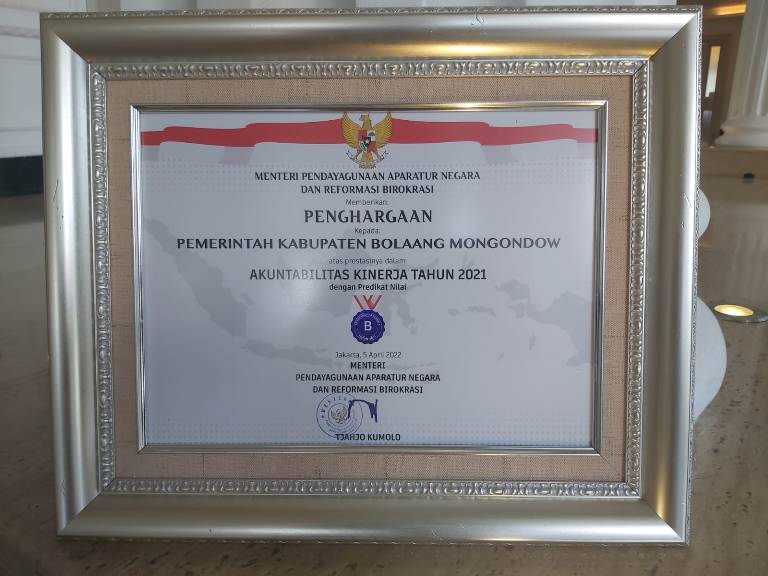 MENTERI PENDAYAGUNAAN APARATUR NEGARA
DAN REFORMASI BIROKRASI
Memberikan:
PENGHARGAAN
Kepada:
PEMERINTAH KABUPATEN BOLAANG MONGONDOW
atas prestasinya dalam:
AKUNTABILITAS KINERJA TAHUN 2021
dengan Predikat Nilai
B
Jakarta, 5 April 2022
MENTERI
PENDAYAGUNAAN APARATUR NEGARA
DAN REFORMASI BIROKRASI
TJAHJO KUMOLO